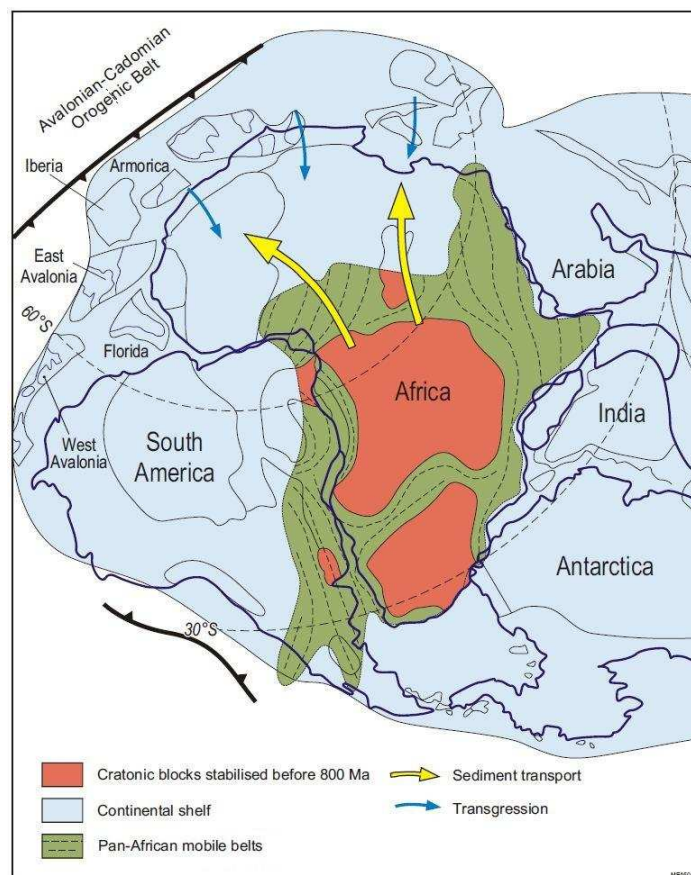 Avalonian-Cadomian
Orogenic Belt
Iberia
Armorica
East
Avalonia
60°S
Florida
West
Avalonia
South
America
Africa
Arabia
India
Antarctica
30°S
Cratonic blocks stabilised before 800 Ma
Continental shelf
Pan-African mobile belts
Sediment transport
Transgression